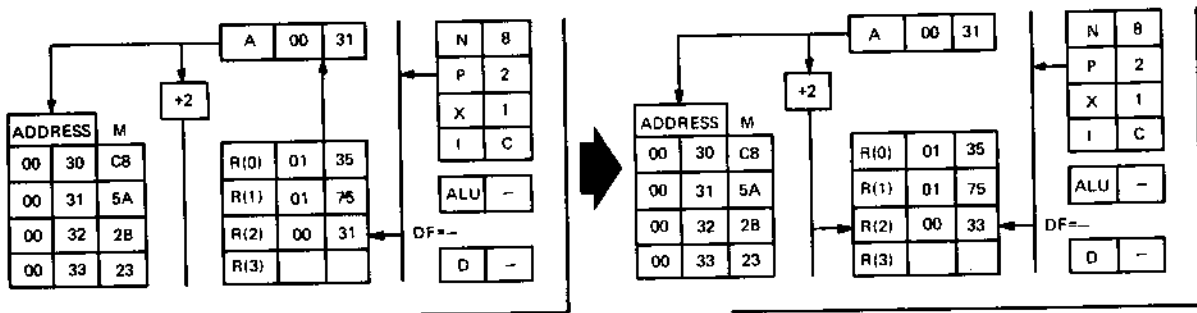 A 00 31
N 8
P 2
X 1
I C
+2
ADDRESS M
00 30 C8
00 31 5A
00 32 2B
00 33 23
R(0) 01 35
R(1) 01 75
R(2) 00 31
R(3)
ALU –
DF=–
D –
A 00 31
N 8
P 2
X 1
I C
+2
ADDRESS M
00 30 C8
00 31 5A
00 32 2B
00 33 23
R(0) 01 35
R(1) 01 75
R(2) 00 33
R(3)
ALU –
DF=–
D –